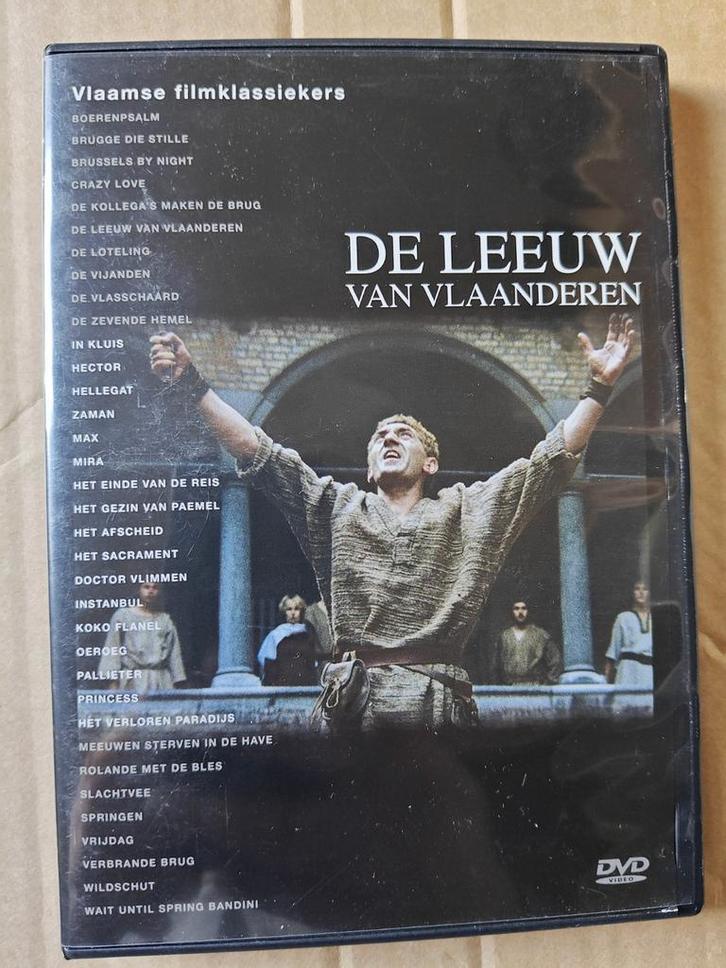 Vlaamse filmklassiekers
BOERENPSALM
BRUGGE DIE STILLE
BRUSSELS BY NIGHT
CRAZY LOVE
DE KOLLEGA'S MAKEN DE BRUG
DE LEEUW VAN VLAANDEREN
DE LOTELING
DE VIJANDEN
DE VLASSCHAARD
DE ZEVENDE HEMEL
IN KLUIS
HECTOR
HELLEGAT
ZAMAN
MAX
MIRA
HET EINDE VAN DE REIS
HET GEZIN VAN PAEMEL
HET AFSCHEID
HET SACRAMENT
DOCTOR VLIMMEN
INSTANBUL
KOKO FLANEL
OEROEG
PALLIETER
PRINCESS
HET VERLOREN PARADIJS
MEEUWEN STERVEN IN DE HAVE
ROLANDE MET DE BLES
SLACHTVEE
SPRINGEN
VRIJDAG
VERBRANDE BRUG
WILDSCHUT
WAIT UNTIL SPRING BANDINI
DE LEEUW
VAN VLAANDEREN
DVD
VIDEO